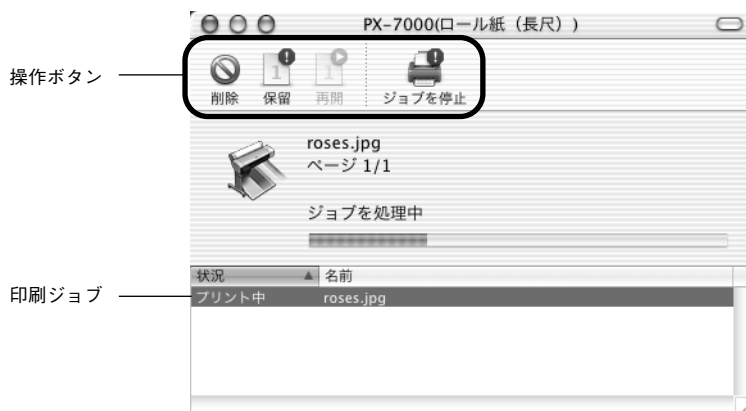 PX-7000(ロール紙（長尺）)
操作ボタン
削除 保留 再開 ジョブを停止
roses.jpg
ページ 1/1
ジョブを処理中
状況 名前
印刷ジョブ
プリント中 roses.jpg